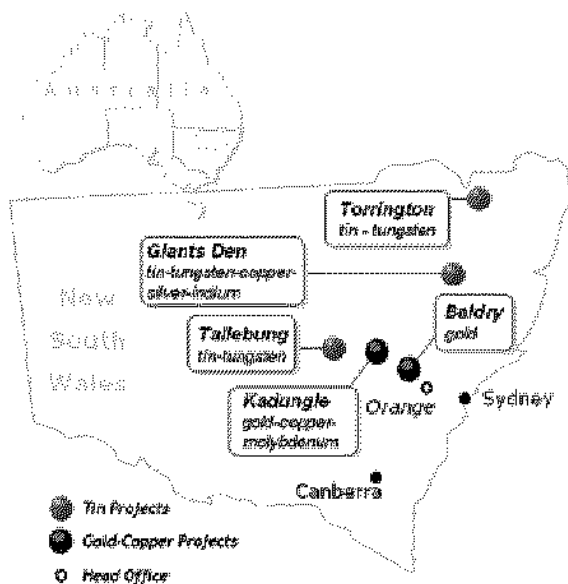 Australia
Torrington
tin - tungsten
Giants Den
tin-tungsten-copper-
silver-indium
Baldry
gold
New
South
Wales
Tallebung
tin-tungsten
Kadungle
gold-copper-
molybdenum
Orange
Sydney
Canberra
Tin Projects
Gold-Copper Projects
Head Office